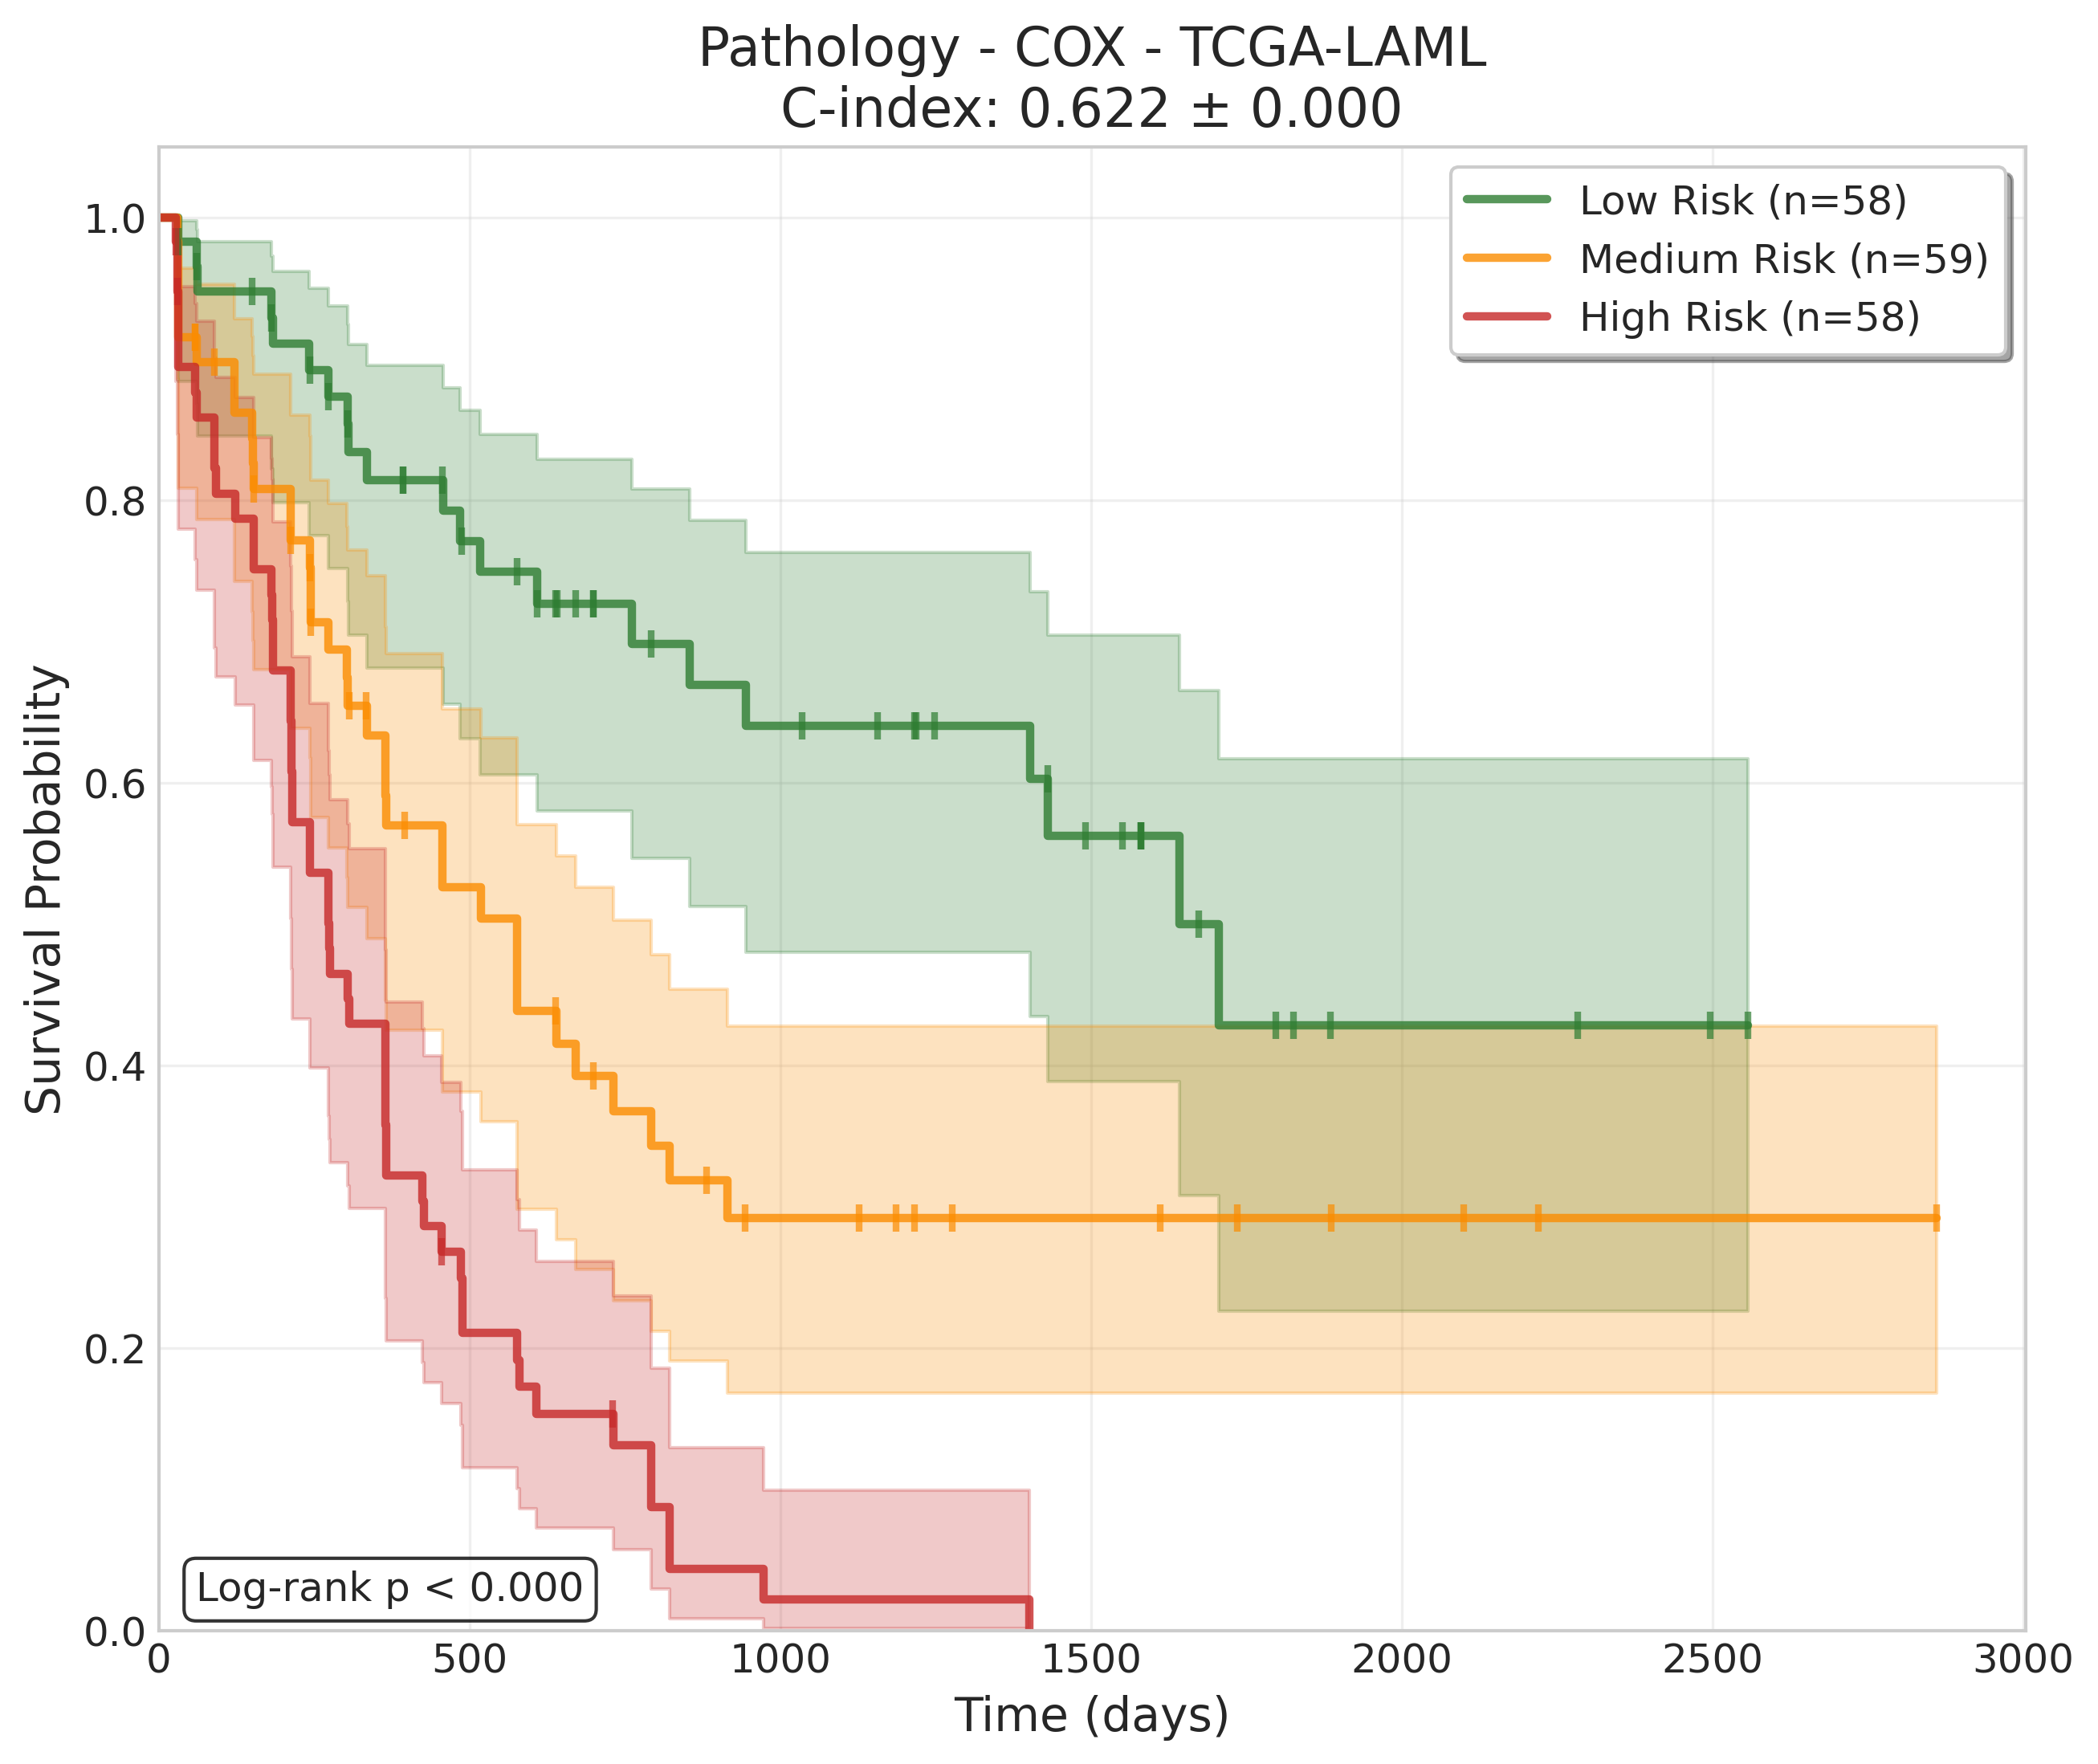 Pathology - COX - TCGA-LAML
C-index: 0.622 ± 0.000
Low Risk (n=58)
Medium Risk (n=59)
High Risk (n=58)
Survival Probability
1.0
0.8
0.6
0.4
0.2
0.0
Log-rank p < 0.000
0 500 1000 1500 2000 2500 3000
Time (days)